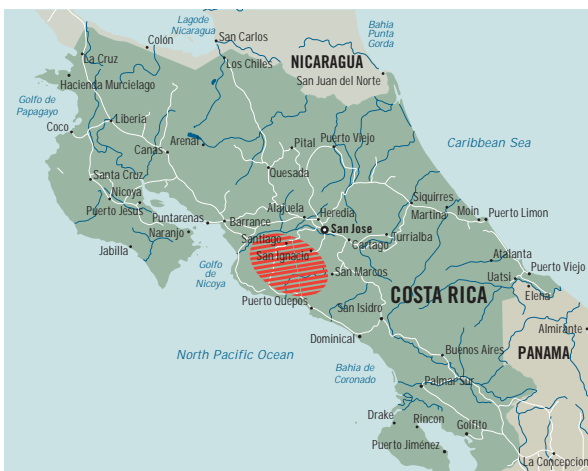 Lagode
Nicaragua
San Carlos
Colón
Bahía
Punta
Gorda
La Cruz
Los Chiles
NICARAGUA
San Juan del Norte
Hacienda Murcielago
Golfo de
Papagayo
Coco
Liberia
Arenal
Pital
Puerto Viejo
Caribbean Sea
Canas
Quesada
Santa Cruz
Nicoya
Puerto Jesus
Siquirres
Martina
Moin
Puerto Limon
Alajuela
Heredia
Puntarenas
Barrance
San Jose
Naranjo
Santiago
Cartago
Turrialba
Jabilla
San Ignacio
Atalanta
Golfo
de
Nicoya
San Marcos
Uatsi
Puerto Viejo
Elena
Puerto Quepos
San Isidro
COSTA RICA
Almirante
Dominical
North Pacific Ocean
Buenos Aires
PANAMA
Bahia de
Coronado
Palmar Sur
Drake
Rincon
Golfito
Puerto Jiménez
La Concepcion